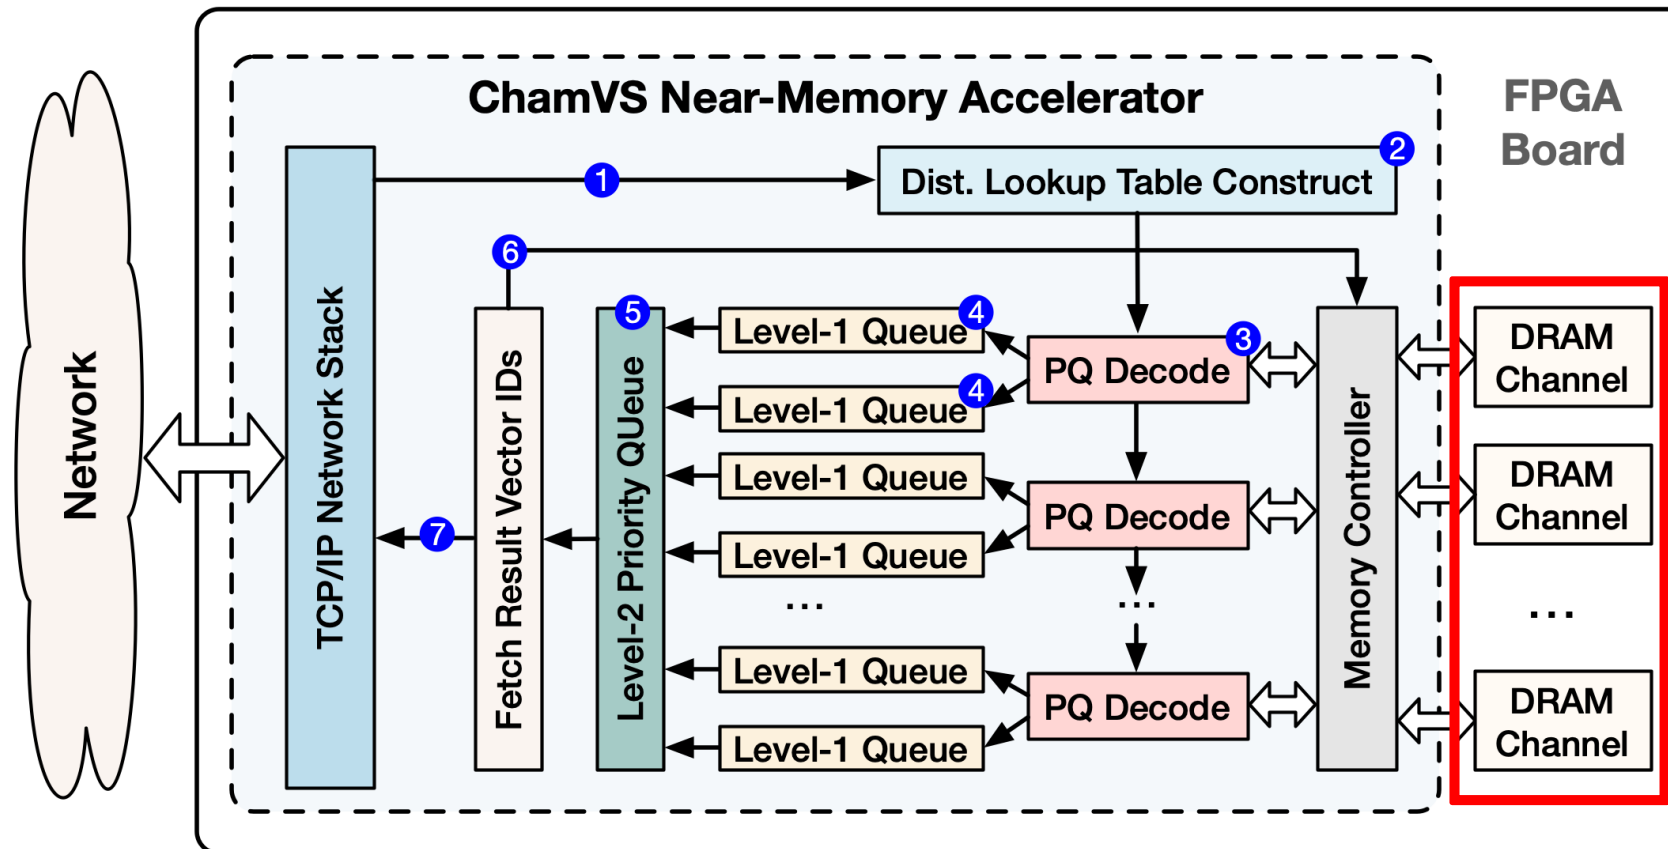 ChamVS Near-Memory Accelerator
FPGA
Board
Network
TCP/IP Network Stack
1
Dist. Lookup Table Construct
2
6
Fetch Result Vector IDs
5
Level-2 Priority QUeue
Level-1 Queue
4
Level-1 Queue
4
Level-1 Queue
Level-1 Queue
...
Level-1 Queue
Level-1 Queue
PQ Decode
3
PQ Decode
...
PQ Decode
Memory Controller
DRAM
Channel
DRAM
Channel
...
DRAM
Channel
7